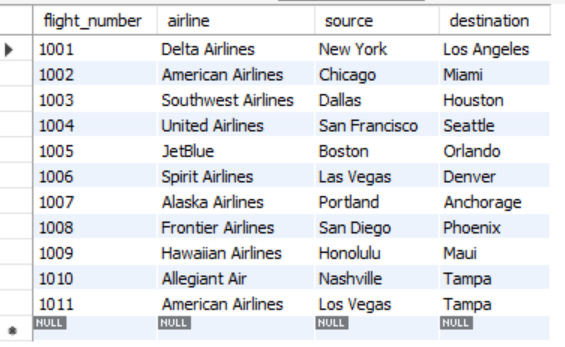 flight_number airline source destination
1001 Delta Airlines New York Los Angeles
1002 American Airlines Chicago Miami
1003 Southwest Airlines Dallas Houston
1004 United Airlines San Francisco Seattle
1005 JetBlue Boston Orlando
1006 Spirit Airlines Las Vegas Denver
1007 Alaska Airlines Portland Anchorage
1008 Frontier Airlines San Diego Phoenix
1009 Hawaiian Airlines Honolulu Maui
1010 Allegiant Air Nashville Tampa
1011 American Airlines Los Vegas Tampa
NULL NULL NULL NULL